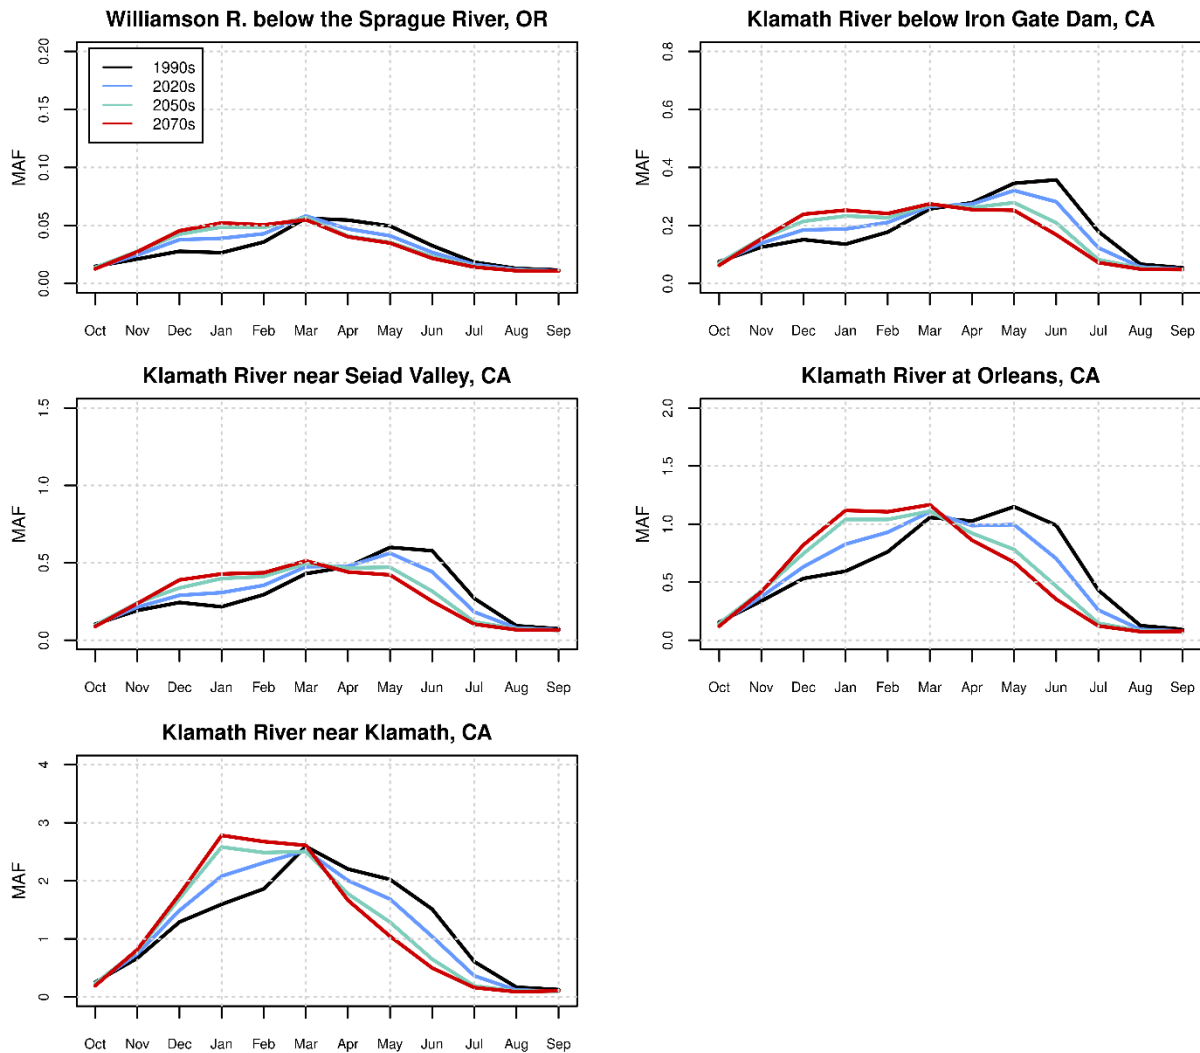 Williamson R. below the Sprague River, OR
MAF
0.20
0.15
0.10
0.05
0.00
1990s
2020s
2050s
2070s
Oct Nov Dec Jan Feb Mar Apr May Jun Jul Aug Sep
Klamath River below Iron Gate Dam, CA
MAF
0.8
0.6
0.4
0.2
0.0
Oct Nov Dec Jan Feb Mar Apr May Jun Jul Aug Sep
Klamath River near Seiad Valley, CA
MAF
1.5
1.0
0.5
0.0
Oct Nov Dec Jan Feb Mar Apr May Jun Jul Aug Sep
Klamath River at Orleans, CA
MAF
2.0
1.5
1.0
0.5
0.0
Oct Nov Dec Jan Feb Mar Apr May Jun Jul Aug Sep
Klamath River near Klamath, CA
MAF
4
3
2
1
0
Oct Nov Dec Jan Feb Mar Apr May Jun Jul Aug Sep